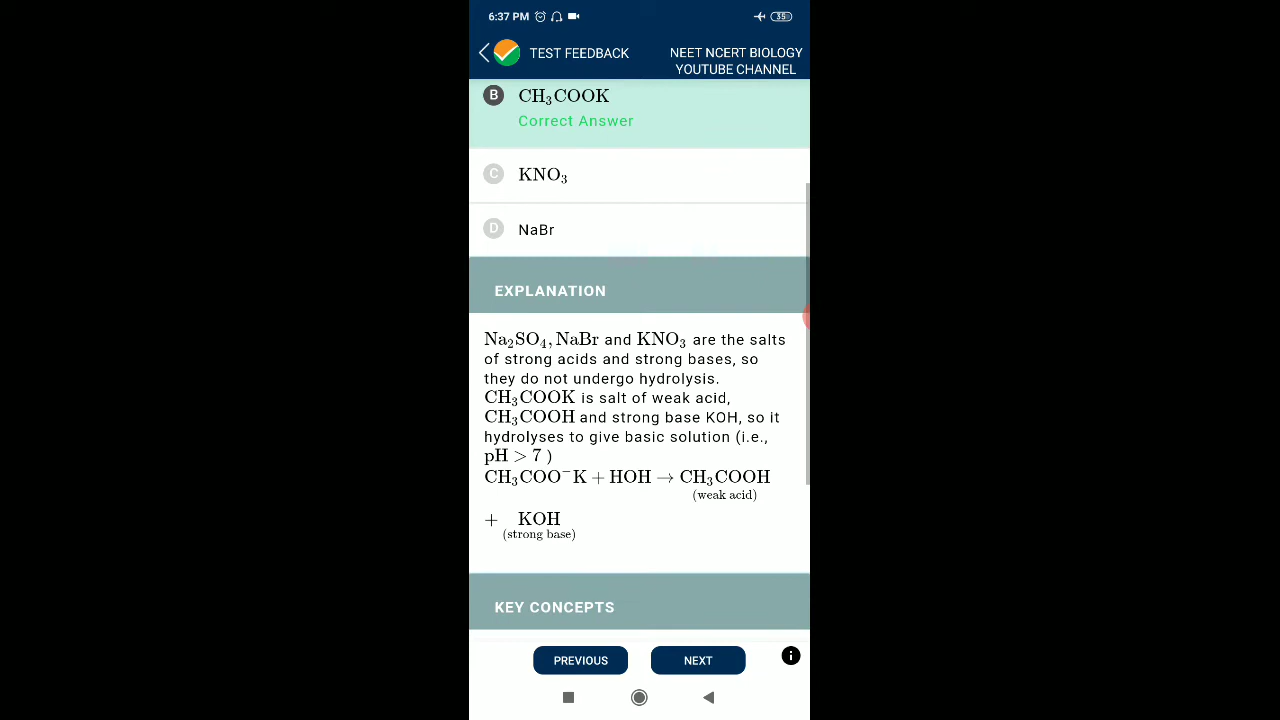 6:37 PM
35
TEST FEEDBACK
NEET NCERT BIOLOGY
YOUTUBE CHANNEL
B CH₃COOK
Correct Answer
C KNO₃
D NaBr
EXPLANATION
Na₂SO₄, NaBr and KNO₃ are the salts
of strong acids and strong bases, so
they do not undergo hydrolysis.
CH₃COOK is salt of weak acid,
CH₃COOH and strong base KOH, so it
hydrolyses to give basic solution (i.e.,
pH > 7 )
CH₃COO⁻K + HOH → CH₃COOH
(weak acid)
+ KOH
(strong base)
KEY CONCEPTS
PREVIOUS
NEXT
i